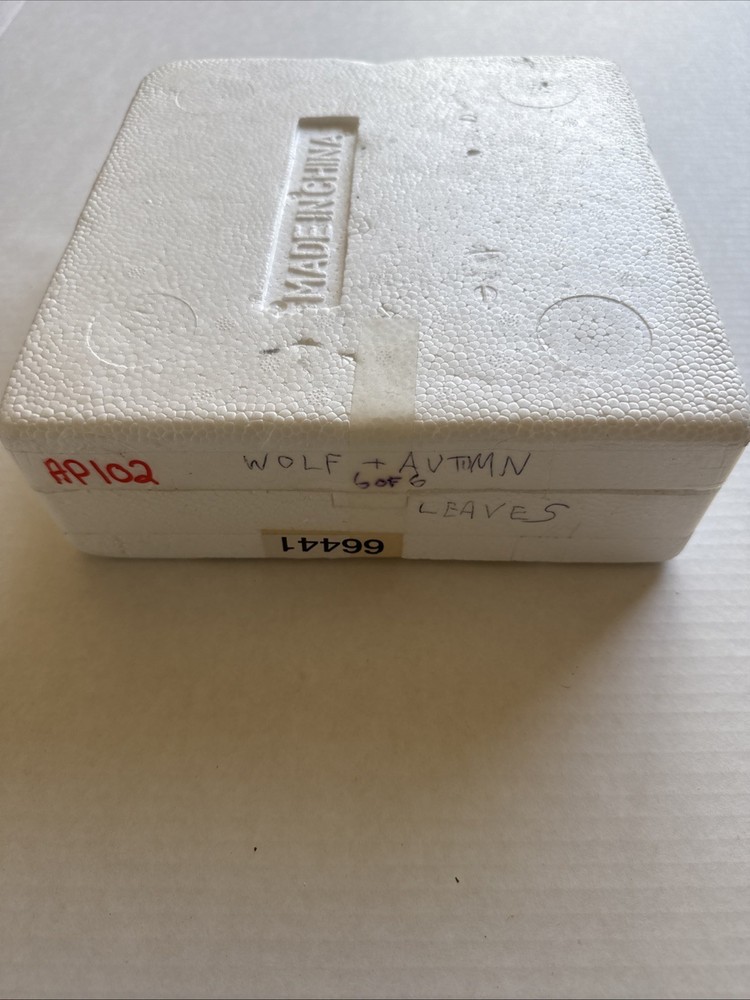 MADE IN CHINA
AP102
WOLF + AUTMN
6 OF 6
LEAVES
66441